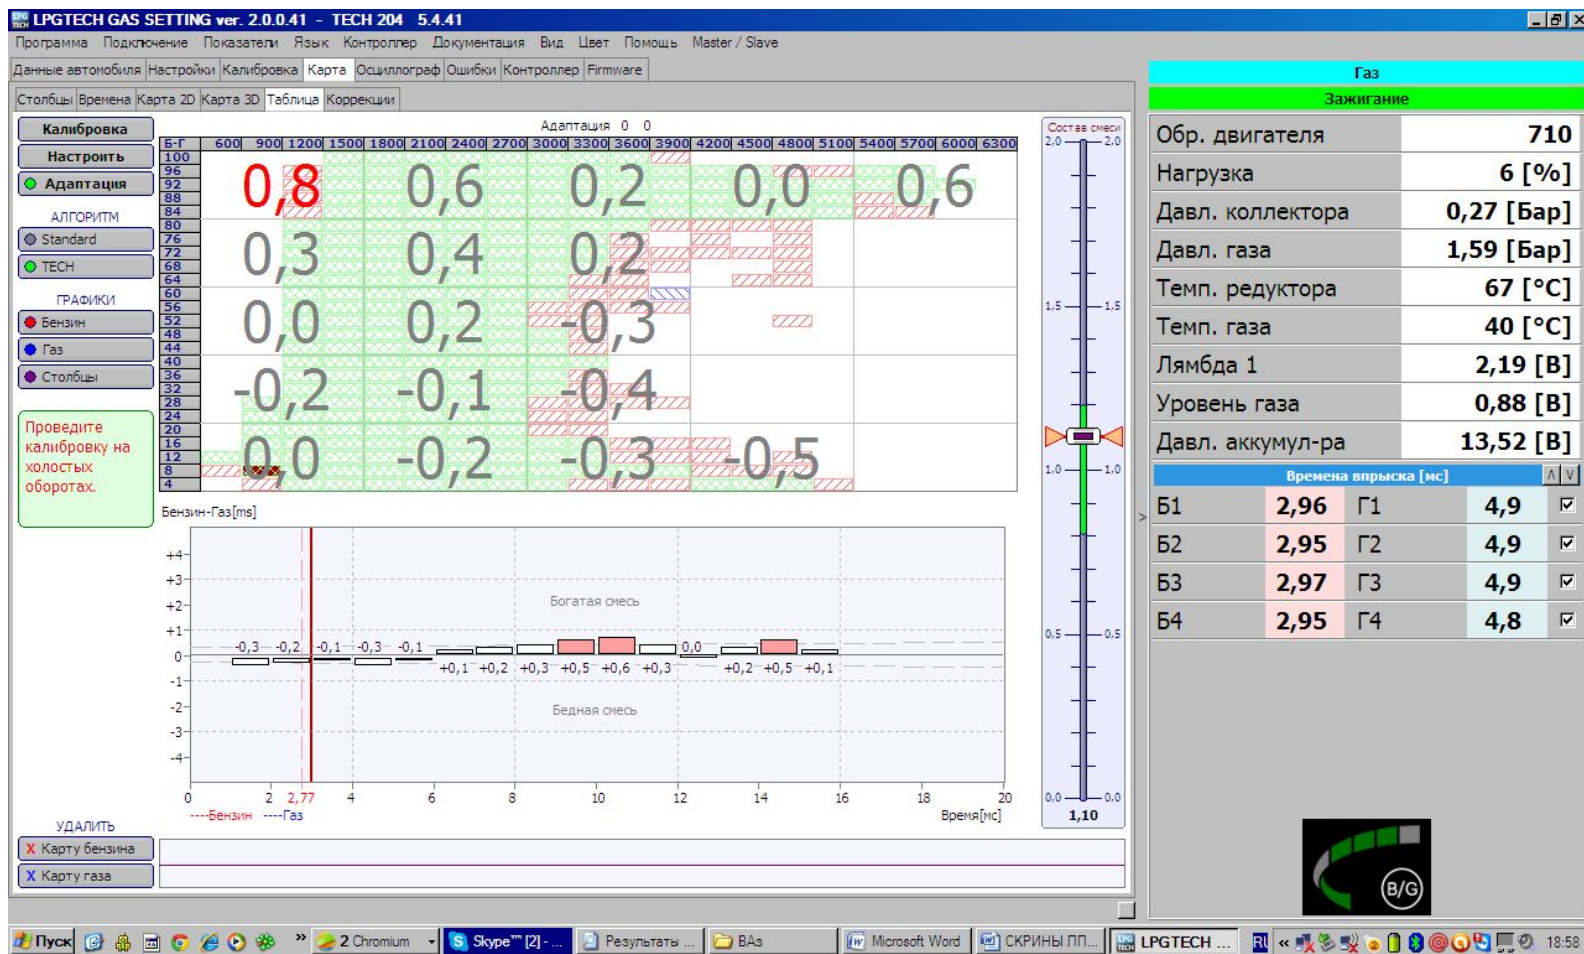 LPGTECH GAS SETTING ver. 2.0.0.41 - TECH 204 5.4.41
Программа Подключение Показатели Язык Контроллер Документация Вид Цвет Помощь Master / Slave
Данные автомобиля Настройки Калибровка Карта Осциллограф Ошибки Контроллер Firmware
Столбцы Времена Карта 2D Карта 3D Таблица Коррекции
Калибровка
Настроить
Адаптация
АЛГОРИТМ
Standard
TECH
ГРАФИКИ
Бензин
Газ
Столбцы
Проведите
калибровку на
холостых
оборотах.
Адаптация 0 0
Б-Г 600 900 1200 1500 1800 2100 2400 2700 3000 3300 3600 3900 4200 4500 4800 5100 5400 5700 6000 6300
100
96
92
88
84
80
76
72
68
64
60
56
52
48
44
40
36
32
28
24
20
16
12
8
4
0,8 0,6 0,2 0,0 0,6
0,3 0,4 0,2
0,0 0,2 -0,3
-0,2 -0,1 -0,4
0,0 -0,2 -0,3 -0,5
Бензин-Газ[ms]
+4
+3
+2
+1
0
-1
-2
-3
-4
Богатая смесь
-0,3 -0,2 -0,1 -0,3 -0,1 0,0
+0,1 +0,2 +0,3 +0,5 +0,6 +0,3 +0,2 +0,5 +0,1
Бедная смесь
0 2 2,77 4 6 8 10 12 14 16 18 20
----Бензин ----Газ Время[мс]
УДАЛИТЬ
X Карту бензина
X Карту газа
Состав смеси
2,0 2,0
1,5 1,5
1,0 1,0
0,5 0,5
0,0 0,0
1,10
>
Газ
Зажигание
Обр. двигателя 710
Нагрузка 6 [%]
Давл. коллектора 0,27 [Бар]
Давл. газа 1,59 [Бар]
Темп. редуктора 67 [°C]
Темп. газа 40 [°C]
Лямбда 1 2,19 [В]
Уровень газа 0,88 [В]
Давл. аккумул-ра 13,52 [В]
Времена впрыска [мс]
Б1 2,96 Г1 4,9
Б2 2,95 Г2 4,9
Б3 2,97 Г3 4,9
Б4 2,95 Г4 4,8
B/G
Пуск » 2 Chromium Skype™ [2] - ... Результаты ... ВАз Microsoft Word СКРИНЫ ЛП... LPGTECH ... RU « 18:58